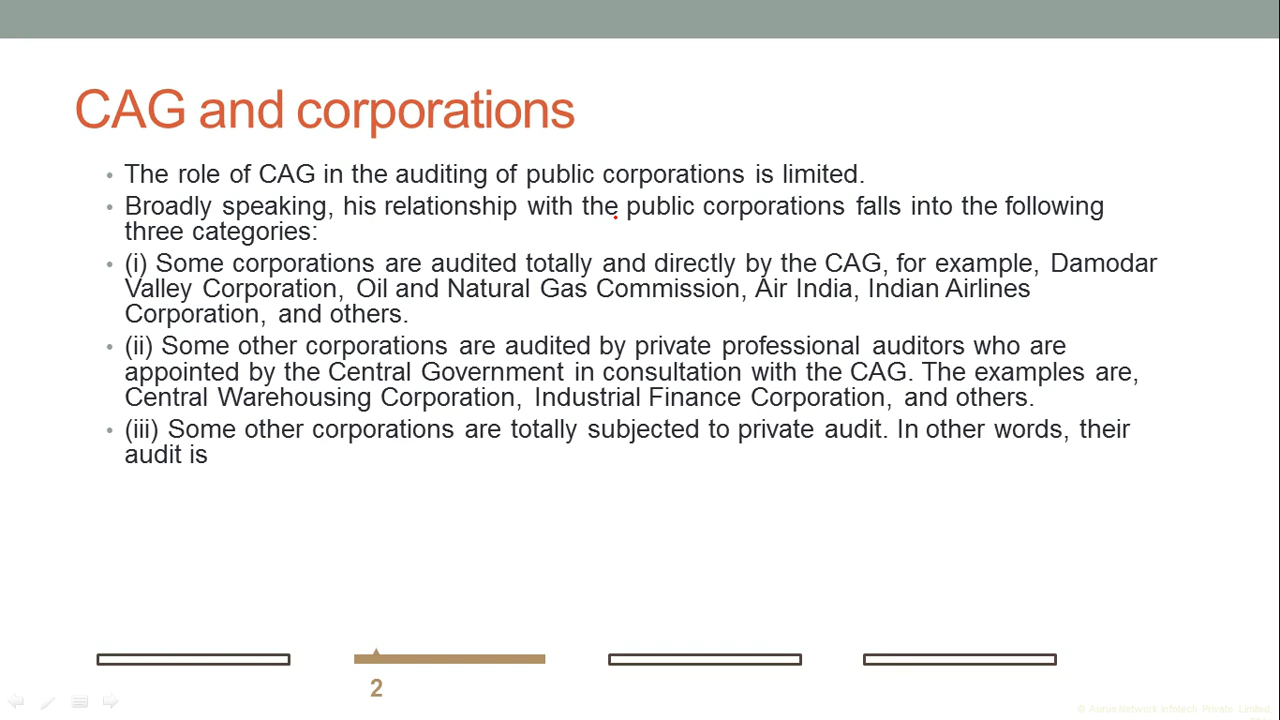 CAG and corporations
• The role of CAG in the auditing of public corporations is limited.
• Broadly speaking, his relationship with the public corporations falls into the following
three categories:
• (i) Some corporations are audited totally and directly by the CAG, for example, Damodar
Valley Corporation, Oil and Natural Gas Commission, Air India, Indian Airlines
Corporation, and others.
• (ii) Some other corporations are audited by private professional auditors who are
appointed by the Central Government in consultation with the CAG. The examples are,
Central Warehousing Corporation, Industrial Finance Corporation, and others.
• (iii) Some other corporations are totally subjected to private audit. In other words, their
audit is
2
© Aurus Network Infotech Private Limited.